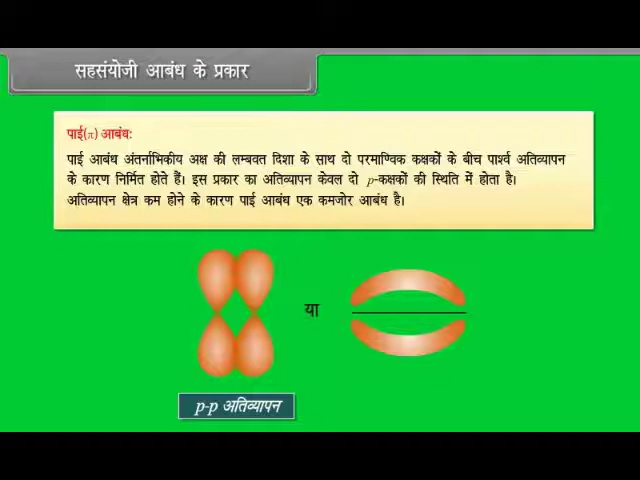 सहसंयोजी आबंध के प्रकार
पाई(π) आबंध:
पाई आबंध अंतर्नाभिकीय अक्ष की लम्बवत दिशा के साथ दो परमाण्विक कक्षकों के बीच पार्श्व अतिव्यापन
के कारण निर्मित होते हैं। इस प्रकार का अतिव्यापन केवल दो p-कक्षकों की स्थिति में होता है।
अतिव्यापन क्षेत्र कम होने के कारण पाई आबंध एक कमजोर आबंध है।
या
p-p अतिव्यापन